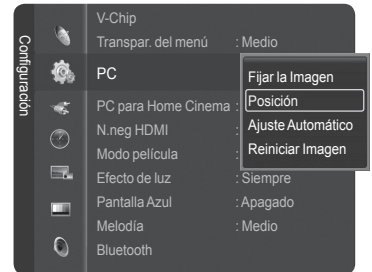 Configuración
V-Chip
Transpar. del menú : Medio
PC
PC para Home Cinema :
N.neg HDMI :
Modo película :
Efecto de luz : Siempre
Pantalla Azul : Apagado
Melodía : Medio
Bluetooth
Fijar la Imagen
Posición
Ajuste Automático
Reiniciar Imagen